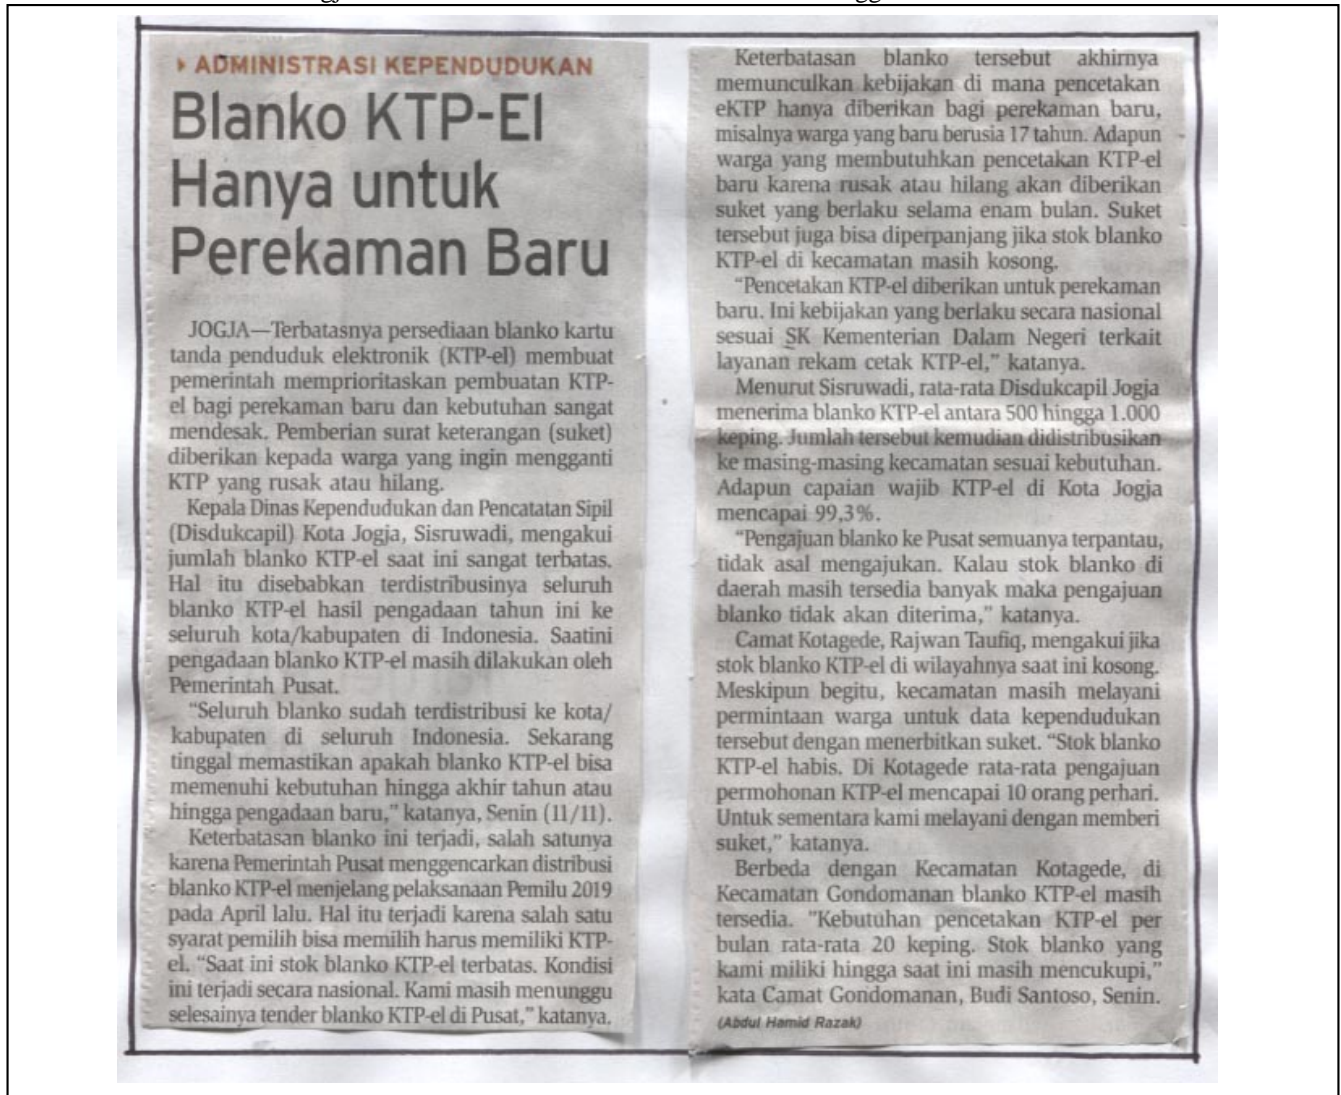 › ADMINISTRASI KEPENDUDUKAN
Blanko KTP-El
Hanya untuk
Perekaman Baru
JOGJA—Terbatasnya persediaan blanko kartu
tanda penduduk elektronik (KTP-el) membuat
pemerintah memprioritaskan pembuatan KTP-
el bagi perekaman baru dan kebutuhan sangat
mendesak. Pemberian surat keterangan (suket)
diberikan kepada warga yang ingin mengganti
KTP yang rusak atau hilang.
Kepala Dinas Kependudukan dan Pencatatan Sipil
(Disdukcapil) Kota Jogja, Sisruwadi, mengakui
jumlah blanko KTP-el saat ini sangat terbatas.
Hal itu disebabkan terdistribusinya seluruh
blanko KTP-el hasil pengadaan tahun ini ke
seluruh kota/kabupaten di Indonesia. Saatini
pengadaan blanko KTP-el masih dilakukan oleh
Pemerintah Pusat.
“Seluruh blanko sudah terdistribusi ke kota/
kabupaten di seluruh Indonesia. Sekarang
tinggal memastikan apakah blanko KTP-el bisa
memenuhi kebutuhan hingga akhir tahun atau
hingga pengadaan baru,” katanya, Senin (11/11).
Keterbatasan blanko ini terjadi, salah satunya
karena Pemerintah Pusat menggencarkan distribusi
blanko KTP-el menjelang pelaksanaan Pemilu 2019
pada April lalu. Hal itu terjadi karena salah satu
syarat pemilih bisa memilih harus memiliki KTP-
el. “Saat ini stok blanko KTP-el terbatas. Kondisi
ini terjadi secara nasional. Kami masih menunggu
selesainya tender blanko KTP-el di Pusat,” katanya.
Keterbatasan blanko tersebut akhirnya
memunculkan kebijakan di mana pencetakan
eKTP hanya diberikan bagi perekaman baru,
misalnya warga yang baru berusia 17 tahun. Adapun
warga yang membutuhkan pencetakan KTP-el
baru karena rusak atau hilang akan diberikan
suket yang berlaku selama enam bulan. Suket
tersebut juga bisa diperpanjang jika stok blanko
KTP-el di kecamatan masih kosong.
“Pencetakan KTP-el diberikan untuk perekaman
baru. Ini kebijakan yang berlaku secara nasional
sesuai SK Kementerian Dalam Negeri terkait
layanan rekam cetak KTP-el,” katanya.
Menurut Sisruwadi, rata-rata Disdukcapil Jogja
menerima blanko KTP-el antara 500 hingga 1.000
keping. Jumlah tersebut kemudian didistribusikan
ke masing-masing kecamatan sesuai kebutuhan.
Adapun capaian wajib KTP-el di Kota Jogja
mencapai 99,3%.
“Pengajuan blanko ke Pusat semuanya terpantau,
tidak asal mengajukan. Kalau stok blanko di
daerah masih tersedia banyak maka pengajuan
blanko tidak akan diterima,” katanya.
Camat Kotagede, Rajwan Taufiq, mengakui jika
stok blanko KTP-el di wilayahnya saat ini kosong.
Meskipun begitu, kecamatan masih melayani
permintaan warga untuk data kependudukan
tersebut dengan menerbitkan suket. “Stok blanko
KTP-el habis. Di Kotagede rata-rata pengajuan
permohonan KTP-el mencapai 10 orang perhari.
Untuk sementara kami melayani dengan memberi
suket,” katanya.
Berbeda dengan Kecamatan Kotagede, di
Kecamatan Gondomanan blanko KTP-el masih
tersedia. “Kebutuhan pencetakan KTP-el per
bulan rata-rata 20 keping. Stok blanko yang
kami miliki hingga saat ini masih mencukupi,”
kata Camat Gondomanan, Budi Santoso, Senin.
(Abdul Hamid Razak)